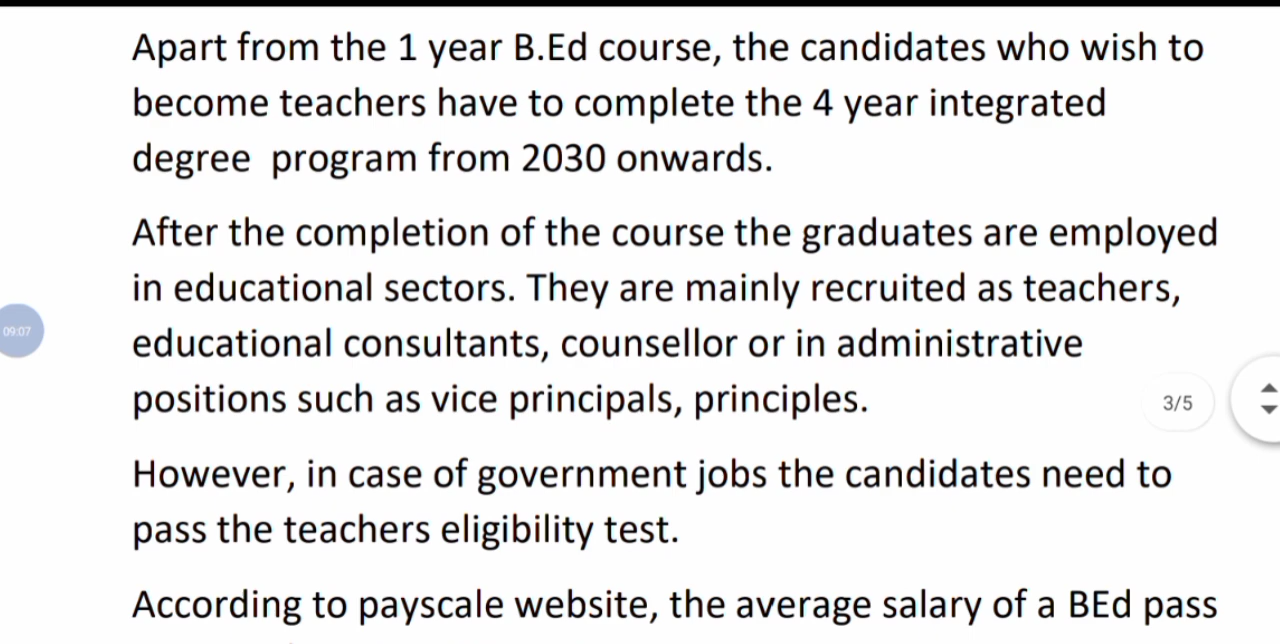 Apart from the 1 year B.Ed course, the candidates who wish to
become teachers have to complete the 4 year integrated
degree  program from 2030 onwards.
After the completion of the course the graduates are employed
in educational sectors. They are mainly recruited as teachers,
09:07
educational consultants, counsellor or in administrative
positions such as vice principals, principles.
3/5
However, in case of government jobs the candidates need to
pass the teachers eligibility test.
According to payscale website, the average salary of a BEd pass